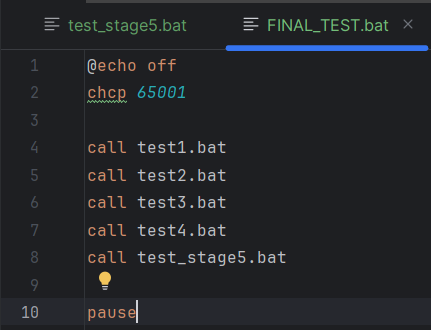 test_stage5.bat
FINAL_TEST.bat
1 @echo off
2 chcp 65001
3
4 call test1.bat
5 call test2.bat
6 call test3.bat
7 call test4.bat
8 call test_stage5.bat
9
10 pause